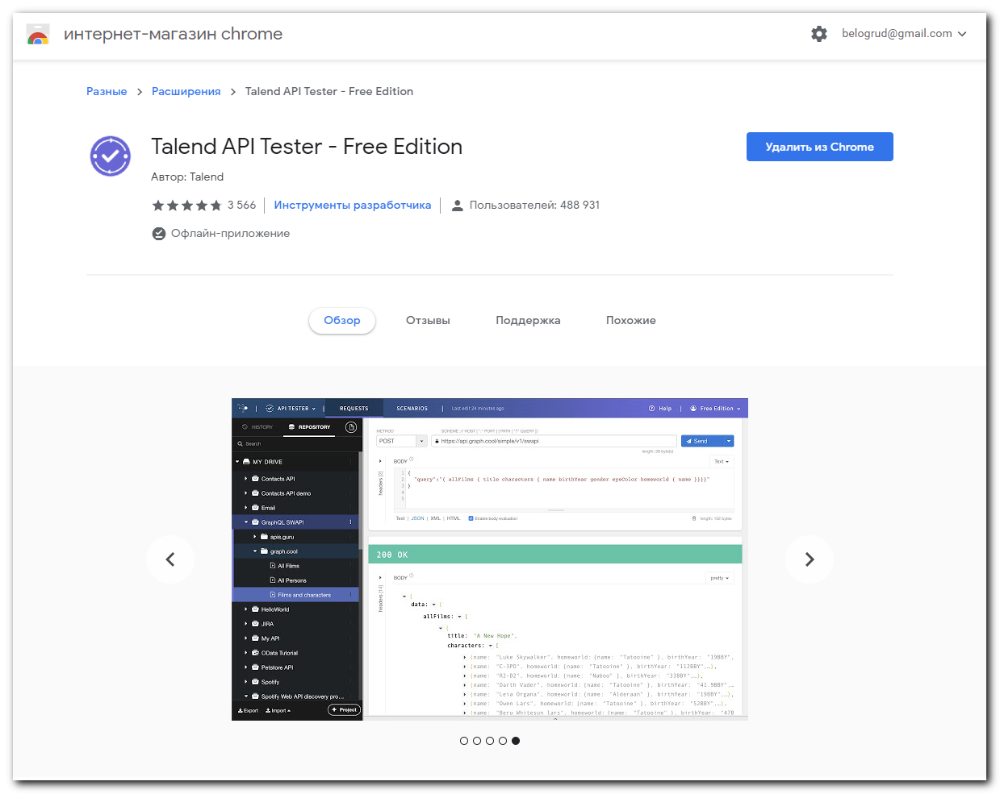 интернет-магазин chrome
belogrud@gmail.com
Разные > Расширения > Talend API Tester - Free Edition
Talend API Tester - Free Edition
Удалить из Chrome
Автор: Talend
3 566
Инструменты разработчика
Пользователей: 488 931
Офлайн-приложение
Обзор
Отзывы
Поддержка
Похожие
API TESTER
REQUESTS
SCENARIOS
Last edit 24 minutes ago
Help
Free Edition
HISTORY
REPOSITORY
Search
MY DRIVE
Contacts API
Contacts API demo
Email
GraphQL SWAPI
apis.guru
graph.cool
All Films
All Persons
Films and characters
HelloWorld
JIRA
My API
OData Tutorial
Petstore API
Spotify
Spotify Web API discovery pro...
Export
Import
+ Project
METHOD
SCHEME :// HOST [ ":" PORT ] [ PATH [ "?" QUERY ]]
POST
https://api.graph.cool/simple/v1/swapi
Send
length: 38 byte(s)
headers [2]
BODY
Text
1 {
2 "query":"{ allFilms { title characters { name birthYear gender eyeColor homeworld { name }}}}"
3 }
4
5
Text | JSON | XML | HTML
Enable body evaluation
length: 102 bytes
200 OK
headers [14]
BODY
pretty
{
data: {
allFilms: [
{
title: "A New Hope",
characters: [
{name: "Luke Skywalker", homeworld: {name: "Tatooine" }, birthYear: "19BBY",
{name: "C-3PO", homeworld: {name: "Tatooine" }, birthYear: "112BBY",…},
{name: "R2-D2", homeworld: {name: "Naboo" }, birthYear: "33BBY",…},
{name: "Darth Vader", homeworld: {name: "Tatooine" }, birthYear: "41.9BBY",…
{name: "Leia Organa", homeworld: {name: "Alderaan" }, birthYear: "19BBY",…},
{name: "Owen Lars", homeworld: {name: "Tatooine" }, birthYear: "52BBY",…},
{name: "Beru Whitesun lars", homeworld: {name: "Tatooine" }, birthYear: "47B